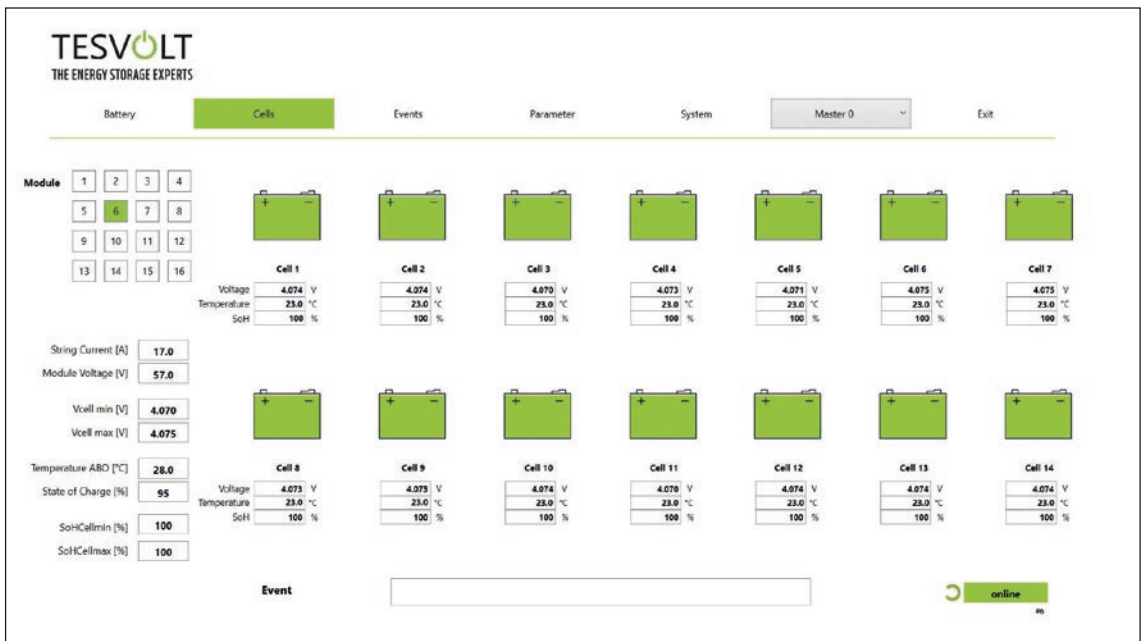 TESVOLT
THE ENERGY STORAGE EXPERTS
Battery Cells Events Parameter System Master 0 Exit
Module 1 2 3 4
5 6 7 8
9 10 11 12
13 14 15 16
+ − + − + − + − + − + − + −
Cell 1 Cell 2 Cell 3 Cell 4 Cell 5 Cell 6 Cell 7
Voltage 4.074 V 4.074 V 4.070 V 4.073 V 4.071 V 4.075 V 4.075 V
Temperature 23.0 °C 23.0 °C 23.0 °C 23.0 °C 23.0 °C 23.0 °C 23.0 °C
SoH 100 % 100 % 100 % 100 % 100 % 100 % 100 %
String Current [A] 17.0
Module Voltage [V] 57.0
Vcell min [V] 4.070
Vcell max [V] 4.075
Temperature ABO [°C] 28.0
State of Charge [%] 95
SoHCellmin [%] 100
SoHCellmax [%] 100
+ − + − + − + − + − + − + −
Cell 8 Cell 9 Cell 10 Cell 11 Cell 12 Cell 13 Cell 14
Voltage 4.073 V 4.073 V 4.074 V 4.070 V 4.074 V 4.074 V 4.074 V
Temperature 23.0 °C 23.0 °C 23.0 °C 23.0 °C 23.0 °C 23.0 °C 23.0 °C
SoH 100 % 100 % 100 % 100 % 100 % 100 % 100 %
Event
online